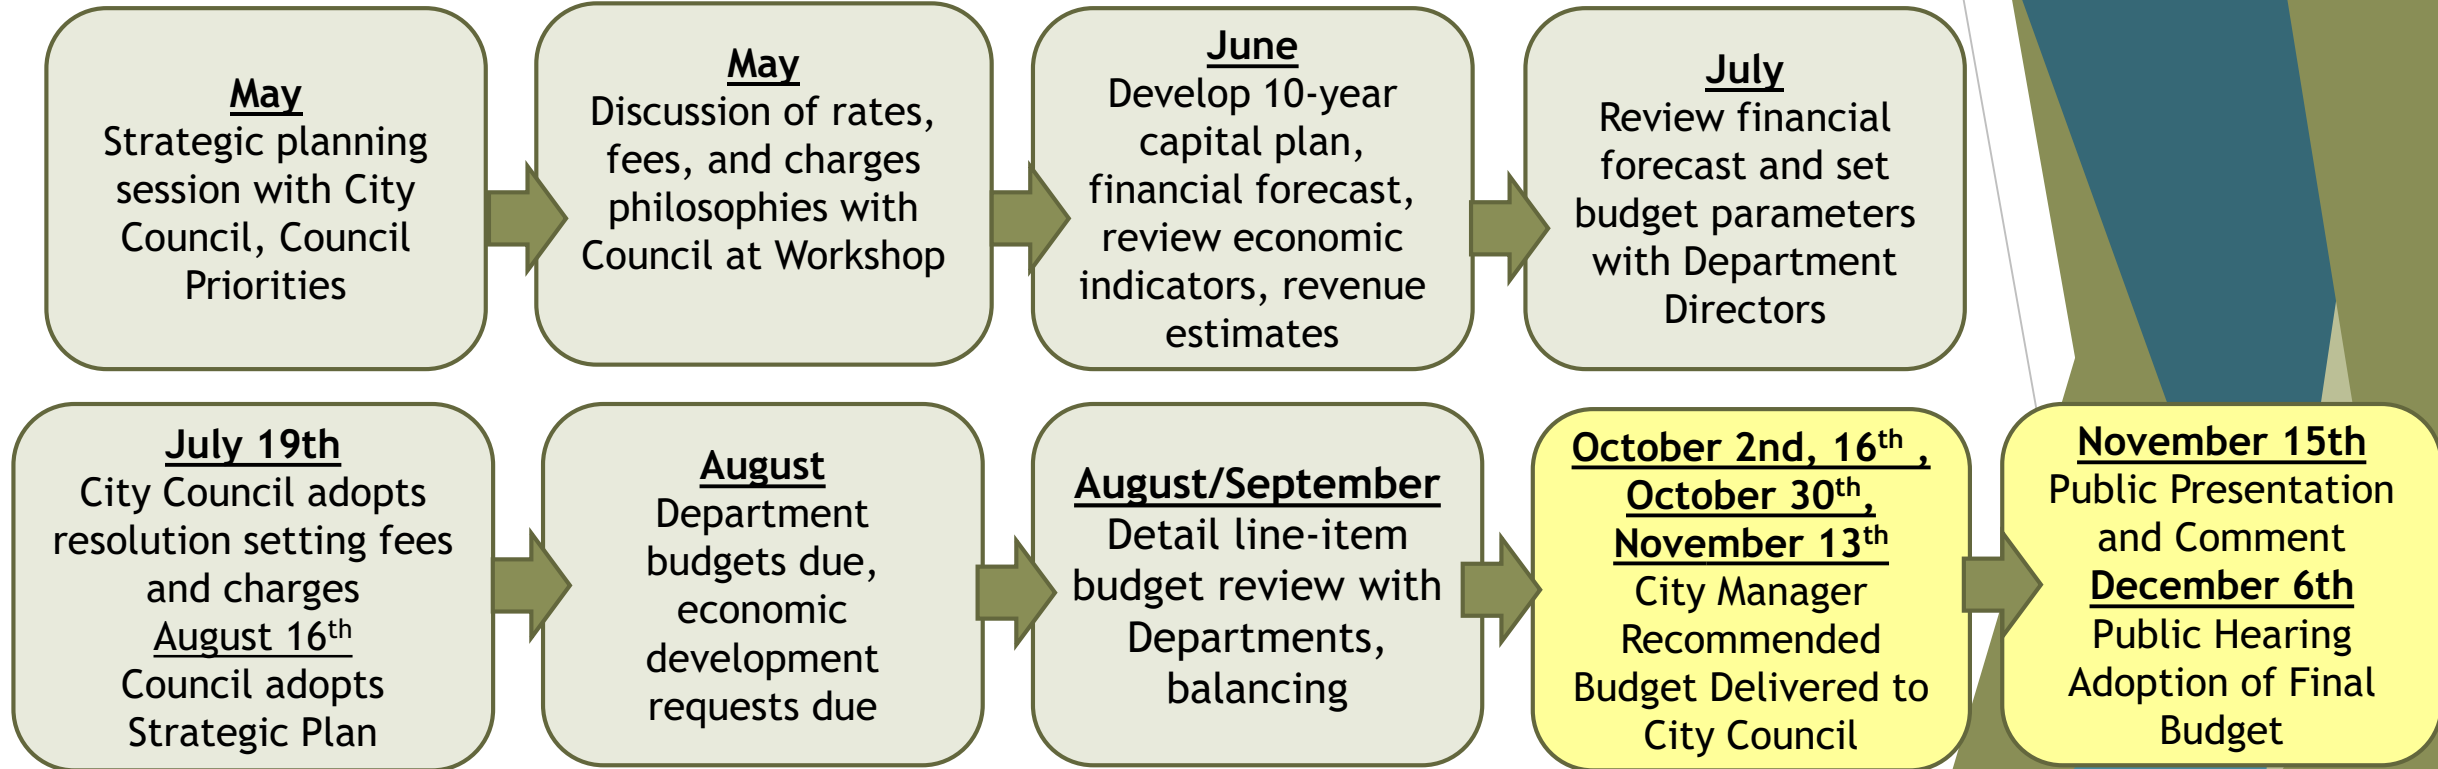 May
Strategic planning
session with City
Council, Council
Priorities
May
Discussion of rates,
fees, and charges
philosophies with
Council at Workshop
June
Develop 10-year
capital plan,
financial forecast,
review economic
indicators, revenue
estimates
July
Review financial
forecast and set
budget parameters
with Department
Directors
July 19th
City Council adopts
resolution setting fees
and charges
August 16th
Council adopts
Strategic Plan
August
Department
budgets due,
economic
development
requests due
August/September
Detail line-item
budget review with
Departments,
balancing
October 2nd, 16th ,
October 30th,
November 13th
City Manager
Recommended
Budget Delivered to
City Council
November 15th
Public Presentation
and Comment
December 6th
Public Hearing
Adoption of Final
Budget